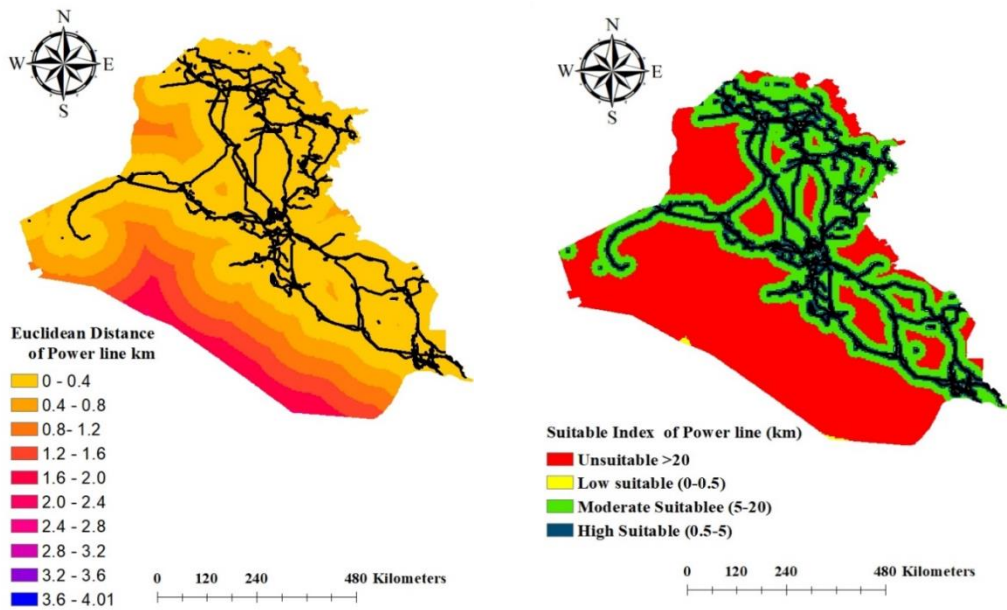 N
W E
S
Euclidean Distance
of Power line km
0 - 0.4
0.4 - 0.8
0.8- 1.2
1.2 - 1.6
1.6 - 2.0
2.0 - 2.4
2.4 - 2.8
2.8 - 3.2
3.2 - 3.6
3.6 - 4.01
0 120 240 480 Kilometers
N
W E
S
Suitable Index of Power line (km)
Unsuitable >20
Low suitable (0-0.5)
Moderate Suitablee (5-20)
High Suitable (0.5-5)
0 120 240 480 Kilometers